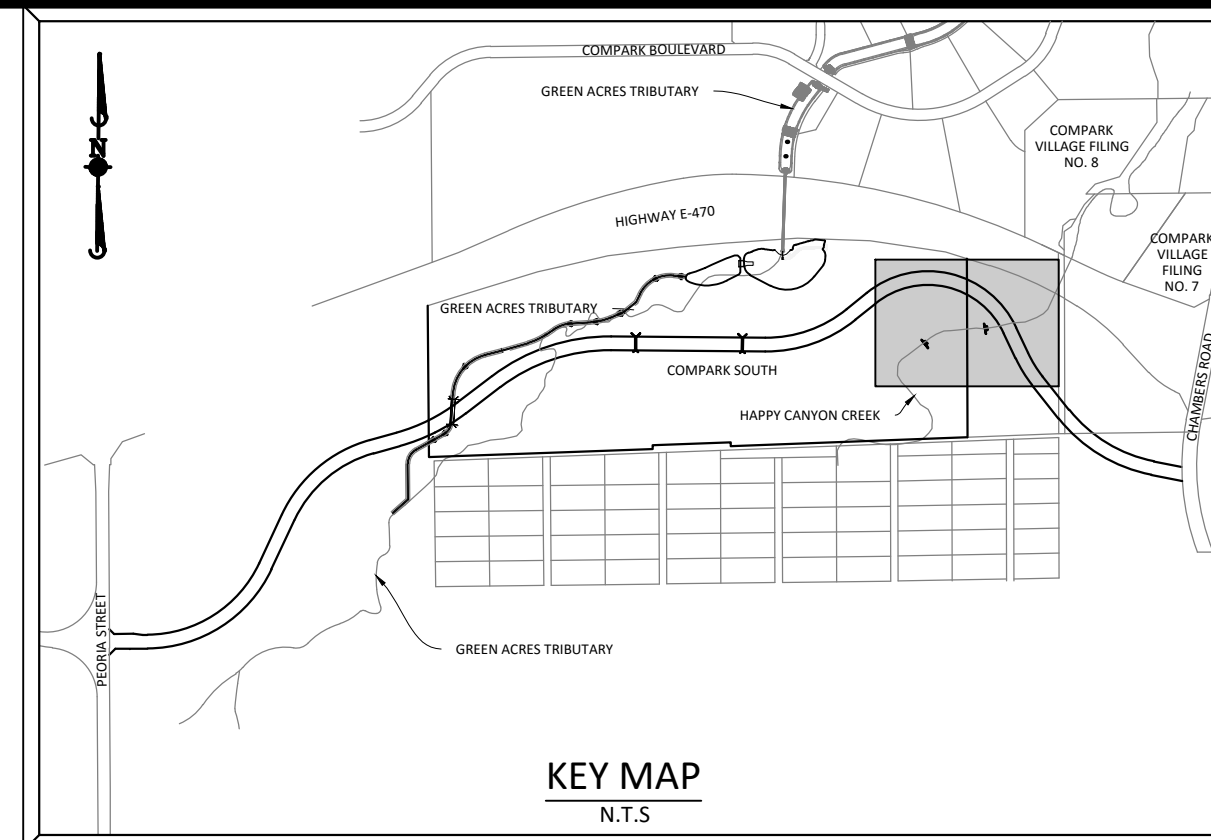 COMPARK BOULEVARD
GREEN ACRES TRIBUTARY
COMPARK
VILLAGE FILING
NO. 8
N
HIGHWAY E-470
COMPARK
VILLAGE
FILING
NO. 7
GREEN ACRES TRIBUTARY
COMPARK SOUTH
HAPPY CANYON CREEK
CHAMBERS ROAD
PEORIA STREET
GREEN ACRES TRIBUTARY
KEY MAP
N.T.S